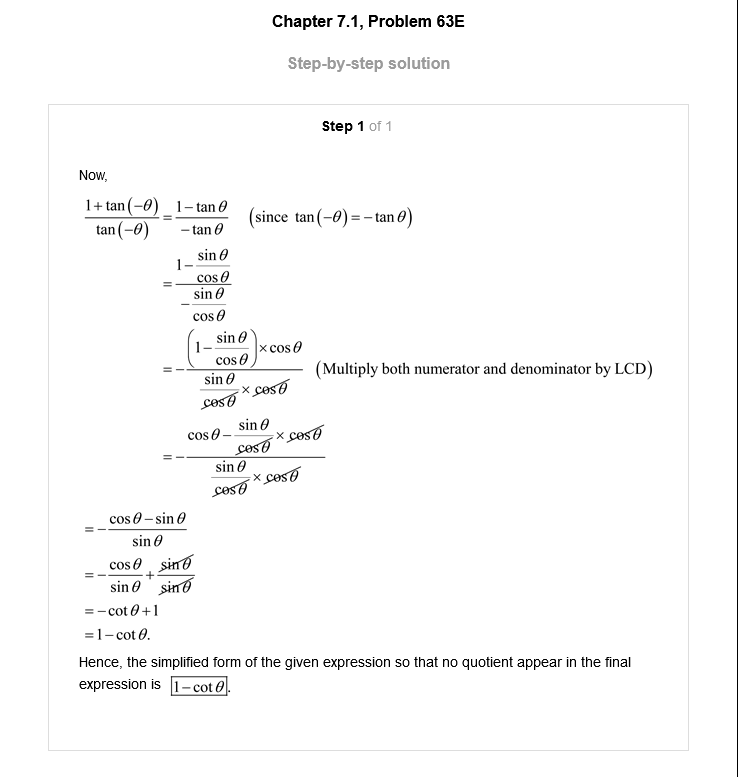 Chapter 7.1, Problem 63E
Step-by-step solution
Step 1 of 1
Now,
\frac{1+\tan(-\theta)}{\tan(-\theta)} = \frac{1-\tan\theta}{-\tan\theta} (since tan(−θ) = −tan θ)
= \frac{1-\frac{\sin\theta}{\cos\theta}}{-\frac{\sin\theta}{\cos\theta}}
= -\frac{\left(1-\frac{\sin\theta}{\cos\theta}\right)\times\cos\theta}{\frac{\sin\theta}{\cos\theta}\times\cos\theta} (Multiply both numerator and denominator by LCD)
= -\frac{\cos\theta-\frac{\sin\theta}{\cos\theta}\times\cos\theta}{\frac{\sin\theta}{\cos\theta}\times\cos\theta}
= -\frac{\cos\theta-\sin\theta}{\sin\theta}
= -\frac{\cos\theta}{\sin\theta}+\frac{\sin\theta}{\sin\theta}
= −cot θ + 1
= 1 − cot θ.
Hence, the simplified form of the given expression so that no quotient appear in the final
expression is 1 − cot θ.